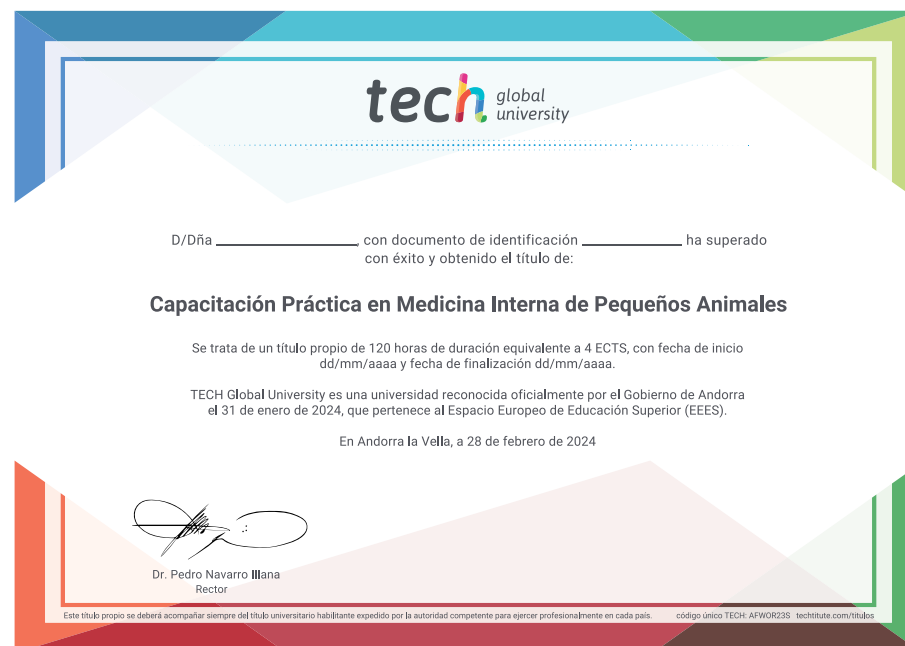 tech global
university
D/Dña ____________, con documento de identificación ____________ ha superado
con éxito y obtenido el título de:
Capacitación Práctica en Medicina Interna de Pequeños Animales
Se trata de un título propio de 120 horas de duración equivalente a 4 ECTS, con fecha de inicio
dd/mm/aaaa y fecha de finalización dd/mm/aaaa.
TECH Global University es una universidad reconocida oficialmente por el Gobierno de Andorra
el 31 de enero de 2024, que pertenece al Espacio Europeo de Educación Superior (EEES).
En Andorra la Vella, a 28 de febrero de 2024
Dr. Pedro Navarro Illana
Rector
Este título propio se deberá acompañar siempre del título universitario habilitante expedido por la autoridad competente para ejercer profesionalmente en cada país. código único TECH: AFWOR23S techtitute.com/titulos